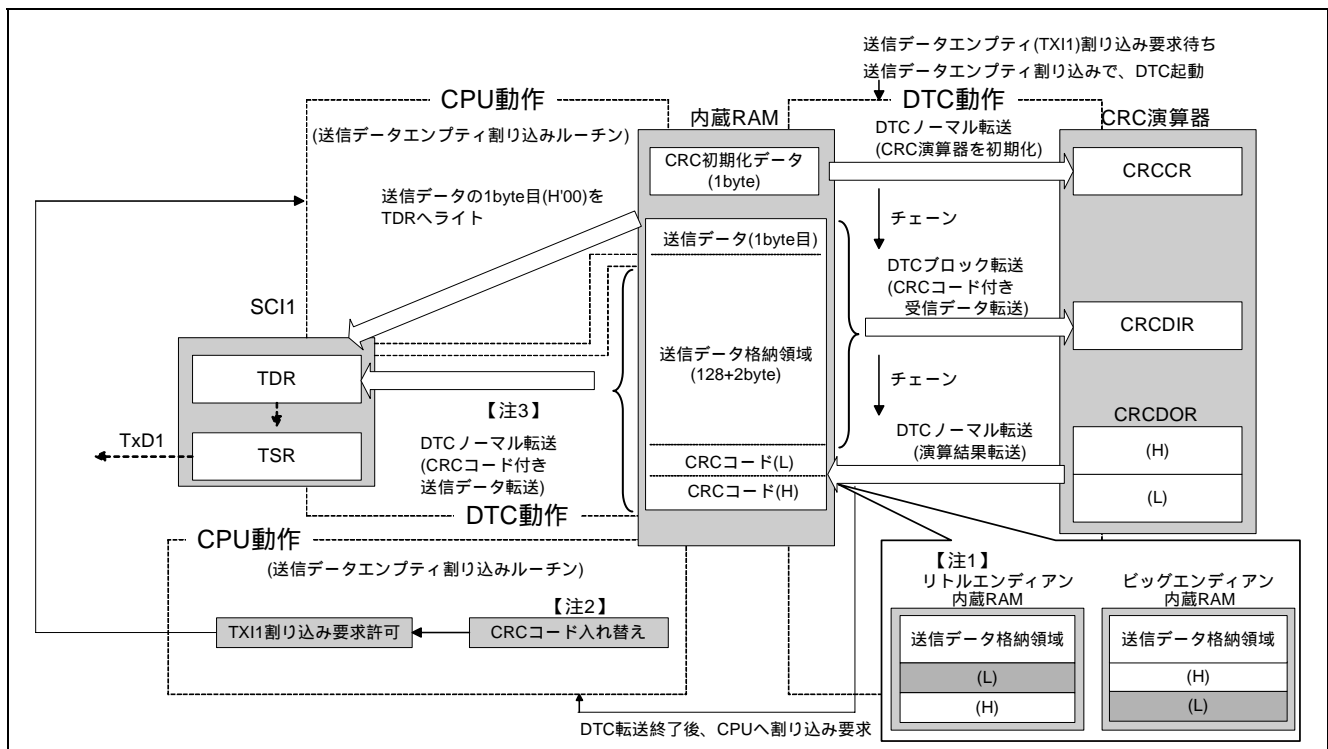 送信データエンプティ(TXI1)割り込み要求待ち
送信データエンプティ割り込みで、DTC起動
CPU動作
(送信データエンプティ割り込みルーチン)
内蔵RAM
DTC動作
CRC演算器
DTCノーマル転送
(CRC演算器を初期化)
CRC初期化データ
(1byte)
CRCCR
送信データの1byte目(H'00)を
TDRへライト
チェーン
送信データ(1byte目)
DTCブロック転送
(CRCコード付き
受信データ転送)
SCI1
CRCDIR
送信データ格納領域
(128+2byte)
TDR
チェーン
【注3】
CRCDOR
TxD1
TSR
DTCノーマル転送
(CRCコード付き
送信データ転送)
DTCノーマル転送
(演算結果転送)
(H)
CRCコード(L)
CRCコード(H)
(L)
DTC動作
CPU動作
(送信データエンプティ割り込みルーチン)
【注1】
リトルエンディアン
内蔵RAM
ビッグエンディアン
内蔵RAM
【注2】
TXI1割り込み要求許可
CRCコード入れ替え
送信データ格納領域
送信データ格納領域
(L)
(H)
(H)
(L)
DTC転送終了後、CPUへ割り込み要求